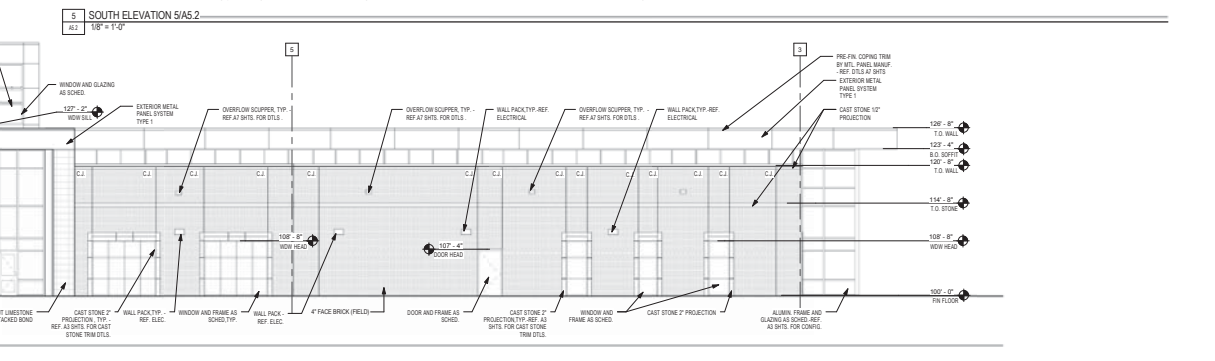 5 SOUTH ELEVATION 5/A5.2
A5.2 1/8" = 1'-0"
5
3
WINDOW AND GLAZING
AS SCHED.
127' - 2"
WDW SILL
EXTERIOR METAL
PANEL SYSTEM
TYPE 1
OVERFLOW SCUPPER, TYP. -
REF.A7 SHTS. FOR DTLS .
OVERFLOW SCUPPER, TYP. -
REF.A7 SHTS. FOR DTLS .
WALL PACK,TYP.-REF.
ELECTRICAL
OVERFLOW SCUPPER, TYP. -
REF.A7 SHTS. FOR DTLS .
WALL PACK,TYP.-REF.
ELECTRICAL
PRE-FIN. COPING TRIM
BY MTL. PANEL MANUF.
- REF. DTLS A7 SHTS
EXTERIOR METAL
PANEL SYSTEM
TYPE 1
CAST STONE 1/2"
PROJECTION
126' - 8"
T.O. WALL
123' - 4"
B.O. SOFFIT
120' - 8"
T.O. WALL
C.J. C.J. C.J. C.J. C.J. C.J. C.J. C.J. C.J. C.J. C.J. C.J. C.J.
114' - 8"
T.O. STONE
108' - 8"
WDW HEAD
107' - 4"
DOOR HEAD
108' - 8"
WDW HEAD
100' - 0"
FIN FLOOR
LIMESTONE
BOND
CAST STONE 2"
PROJECTION , TYP. -
REF. A3 SHTS. FOR CAST
STONE TRIM DTLS.
WALL PACK,TYP. -
REF. ELEC.
WINDOW AND FRAME AS
SCHED,TYP.
WALL PACK -
REF. ELEC.
4" FACE BRICK (FIELD)
DOOR AND FRAME AS
SCHED.
CAST STONE 2"
PROJECTION,TYP.-REF. A3
SHTS. FOR CAST STONE
TRIM DTLS.
WINDOW AND
FRAME AS SCHED.
CAST STONE 2" PROJECTION
ALUMIN. FRAME AND
GLAZING AS SCHED.-REF.
A3 SHTS. FOR CONFIG.